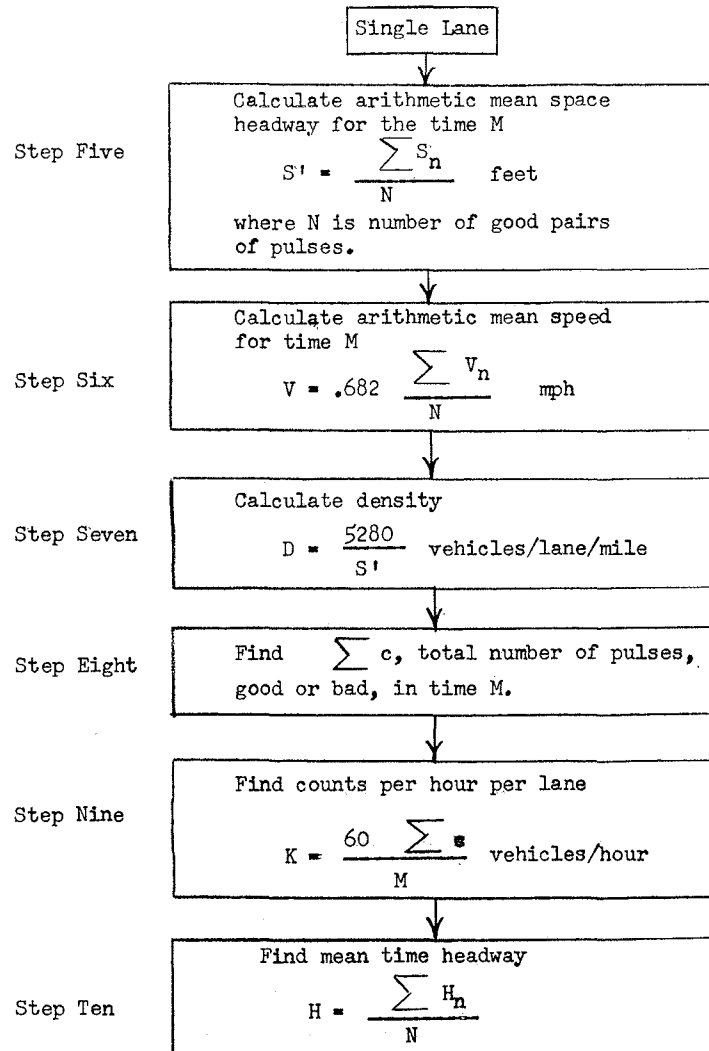 Single Lane
Step Five
Calculate arithmetic mean space
headway for the time M
S' = ∑ Sn / N feet
where N is number of good pairs
of pulses.
Step Six
Calculate arithmetic mean speed
for time M
V = .682 ∑ Vn / N mph
Step Seven
Calculate density
D = 5280 / S' vehicles/lane/mile
Step Eight
Find ∑ c, total number of pulses,
good or bad, in time M.
Step Nine
Find counts per hour per lane
K = 60 ∑ / M vehicles/hour
Step Ten
Find mean time headway
H = ∑ Hn / N